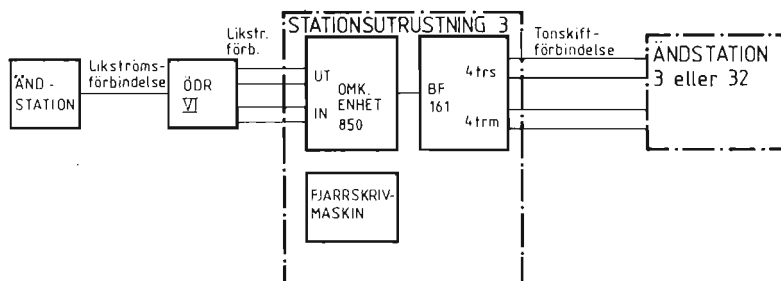 STATIONSUTRUSTNING 3
Likstr.
förb.
Tonskift-
förbindelse
Likströms-
förbindelse
ÄND-
STATION
ÖDR
VI
UT
IN
OMK.
ENHET
850
BF
161
4trs
4trm
ÄNDSTATION
3 eller 32
FJARRSKRIV-
MASKIN